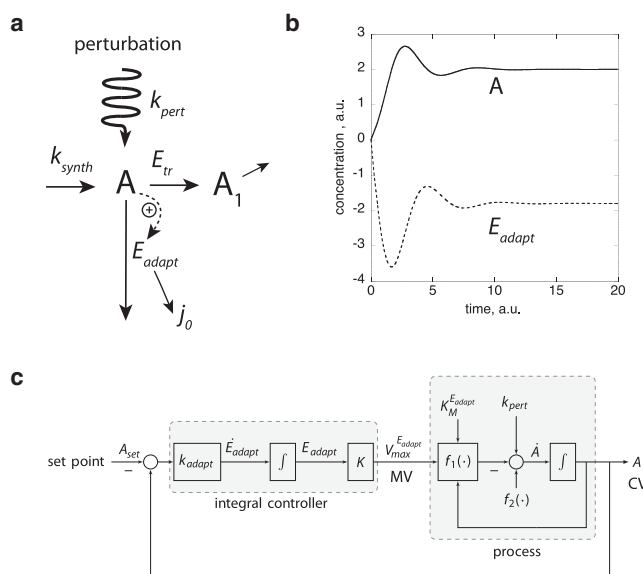 a
perturbation
k_pert
k_synth
A
E_tr
A_1
+
E_adapt
j_0
b
concentration , a.u.
3
2
1
0
-1
-2
-3
-4
A
E_adapt
0
5
10
15
20
time, a.u.
c
set point
A_set
−
k_adapt
Ė_adapt
∫
E_adapt
K
integral controller
V_max^{E_adapt}
MV
K_M^{E_adapt}
k_pert
f_1(·)
−
Ȧ
∫
f_2(·)
process
A
CV